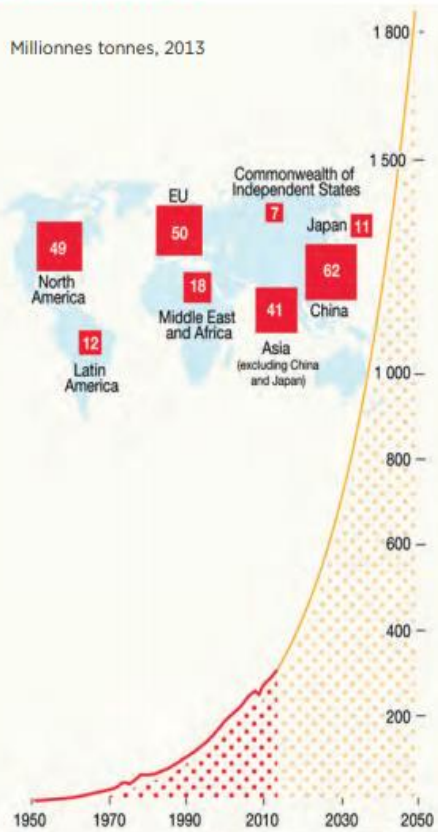 Millionnes tonnes, 2013
1 800
1 500
1 000
800
600
400
200
Commonwealth of
Independent States
7
EU
50
Japan
11
49
North
America
18
Middle East
and Africa
62
China
41
Asia
(excluding China
and Japan)
12
Latin
America
1950
1970
1990
2010
2030
2050